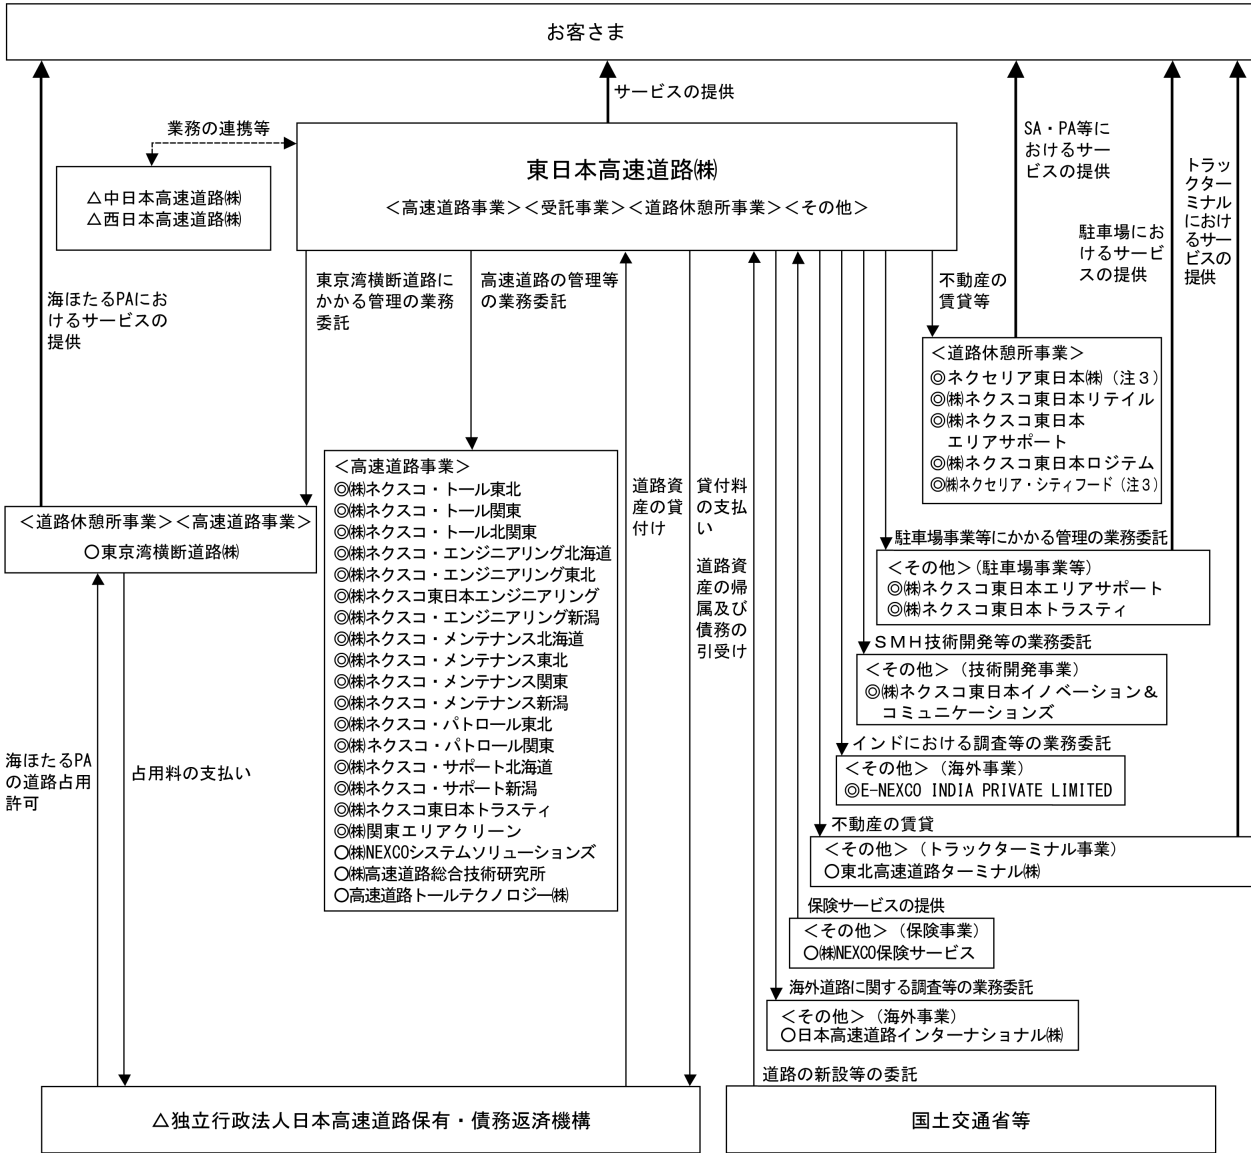 お客さま
サービスの提供
業務の連携等
△中日本高速道路㈱
△西日本高速道路㈱
東日本高速道路㈱
＜高速道路事業＞＜受託事業＞＜道路休憩所事業＞＜その他＞
SA・PA等に
おけるサー
ビスの提供
駐車場にお
けるサービ
スの提供
トラッ
クター
ミナル
におけ
るサー
ビスの
提供
海ほたるPAにお
けるサービスの
提供
東京湾横断道路に
かかる管理の業務
委託
高速道路の管理等
の業務委託
不動産の
賃貸等
＜道路休憩所事業＞
◎ネクセリア東日本㈱（注３）
◎㈱ネクスコ東日本リテイル
◎㈱ネクスコ東日本
エリアサポート
◎㈱ネクスコ東日本ロジテム
◎㈱ネクセリア・シティフード（注３）
＜高速道路事業＞
◎㈱ネクスコ・トール東北
◎㈱ネクスコ・トール関東
◎㈱ネクスコ・トール北関東
◎㈱ネクスコ・エンジニアリング北海道
◎㈱ネクスコ・エンジニアリング東北
◎㈱ネクスコ東日本エンジニアリング
◎㈱ネクスコ・エンジニアリング新潟
◎㈱ネクスコ・メンテナンス北海道
◎㈱ネクスコ・メンテナンス東北
◎㈱ネクスコ・メンテナンス関東
◎㈱ネクスコ・メンテナンス新潟
◎㈱ネクスコ・パトロール東北
◎㈱ネクスコ・パトロール関東
◎㈱ネクスコ・サポート北海道
◎㈱ネクスコ・サポート新潟
◎㈱ネクスコ東日本トラスティ
◎㈱関東エリアクリーン
○㈱NEXCOシステムソリューションズ
○㈱高速道路総合技術研究所
○高速道路トールテクノロジー㈱
＜道路休憩所事業＞＜高速道路事業＞
○東京湾横断道路㈱
道路資
産の貸
付け
貸付料
の支払
い
道路資
産の帰
属及び
債務の
引受け
駐車場事業等にかかる管理の業務委託
＜その他＞（駐車場事業等）
◎㈱ネクスコ東日本エリアサポート
◎㈱ネクスコ東日本トラスティ
ＳＭＨ技術開発等の業務委託
＜その他＞（技術開発事業）
◎㈱ネクスコ東日本イノベーション＆
コミュニケーションズ
インドにおける調査等の業務委託
＜その他＞（海外事業）
◎E-NEXCO INDIA PRIVATE LIMITED
不動産の賃貸
＜その他＞（トラックターミナル事業）
○東北高速道路ターミナル㈱
保険サービスの提供
＜その他＞（保険事業）
○㈱NEXCO保険サービス
海外道路に関する調査等の業務委託
＜その他＞（海外事業）
○日本高速道路インターナショナル㈱
海ほたるPA
の道路占用
許可
占用料の支払い
道路の新設等の委託
△独立行政法人日本高速道路保有・債務返済機構
国土交通省等